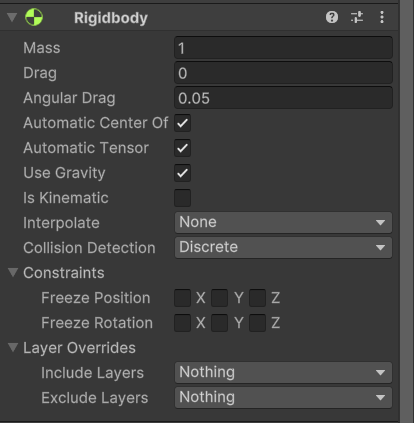 Rigidbody
Mass 1
Drag 0
Angular Drag 0.05
Automatic Center Of
Automatic Tensor
Use Gravity
Is Kinematic
Interpolate None
Collision Detection Discrete
Constraints
Freeze Position X Y Z
Freeze Rotation X Y Z
Layer Overrides
Include Layers Nothing
Exclude Layers Nothing